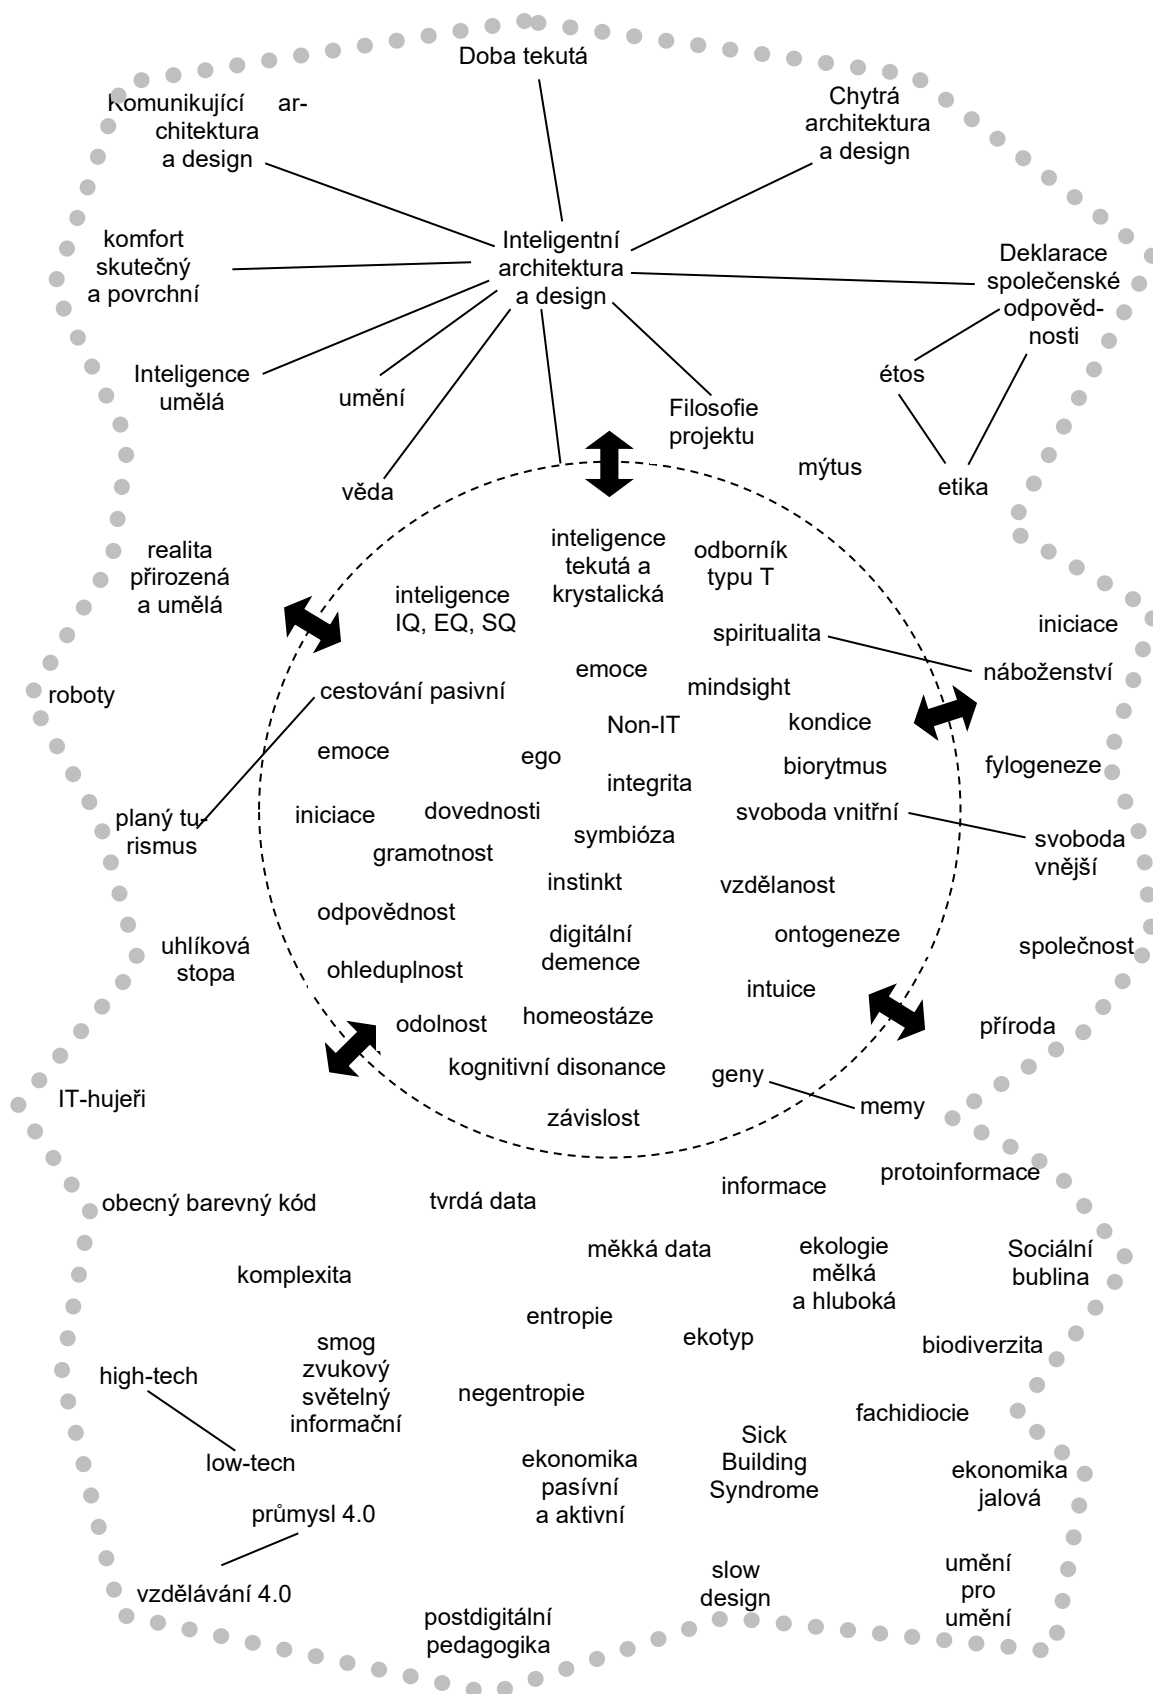 Doba tekutá
Komunikující ar-
chitektura
a design
Chytrá
architektura
a design
komfort
skutečný
a povrchní
Inteligentní
architektura
a design
Deklarace
společenské
odpověd-
nosti
Inteligence
umělá
umění
étos
Filosofie
projektu
věda
mýtus
etika
realita
přirozená
a umělá
inteligence
tekutá a
krystalická
odborník
typu T
inteligence
IQ, EQ, SQ
spiritualita
iniciace
emoce
náboženství
roboty
cestování pasivní
mindsight
Non-IT
kondice
emoce
ego
biorytmus
fylogeneze
integrita
planý tu-
rismus
iniciace
dovednosti
svoboda vnitřní
symbióza
svoboda
vnější
gramotnost
instinkt
vzdělanost
odpovědnost
digitální
demence
ontogeneze
uhlíková
stopa
společnost
ohleduplnost
intuice
odolnost
homeostáze
příroda
kognitivní disonance
geny
IT-hujeři
memy
závislost
protoinformace
informace
obecný barevný kód
tvrdá data
měkká data
ekologie
mělká
a hluboká
Sociální
bublina
komplexita
entropie
ekotyp
biodiverzita
smog
zvukový
světelný
informační
high-tech
negentropie
fachidiocie
low-tech
ekonomika
pasívní
a aktivní
Sick
Building
Syndrome
ekonomika
jalová
průmysl 4.0
vzdělávání 4.0
slow
design
umění
pro
umění
postdigitální
pedagogika